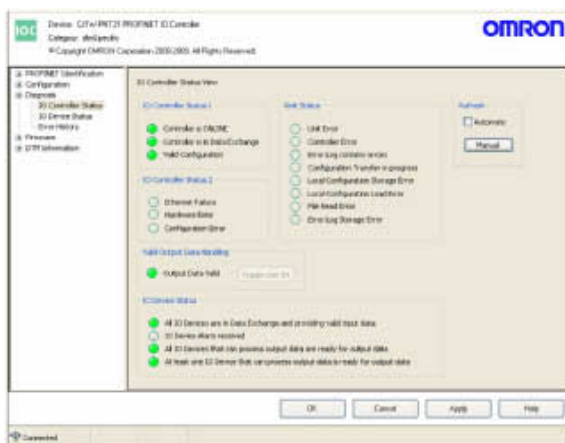 IOC
Device: CJ1W-PNT21 PROFINET IO Controller
Category:
© Copyright OMRON Corporation 2008-2009. All Rights Reserved.
OMRON
PROFINET Identification
Configuration
Diagnosis
IO Controller Status
IO Device Status
Error History
Firmware
DTM Information
IO Controller Status View
IO Controller Status 1
Controller is ONLINE
Controller is in Data Exchange
Valid Configuration
IO Controller Status 2
Ethernet Failure
Hardware Error
Configuration Error
Unit Status
Unit Error
Controller Error
Error Log contains errors
Configuration Transfer in progress
Local Configuration Storage Error
Local Configuration Load Error
File Read Error
Error Log Storage Error
Refresh
Automatic
Manual
Valid Output Data Handling
Output Data Valid
IO Device Status
All IO Devices are in Data Exchange and providing valid input data
IO Device Alarm received
All IO Devices that can process output data are ready for output data
At least one IO Device that can process output data is ready for output data
OK
Cancel
Apply
Help
Connected